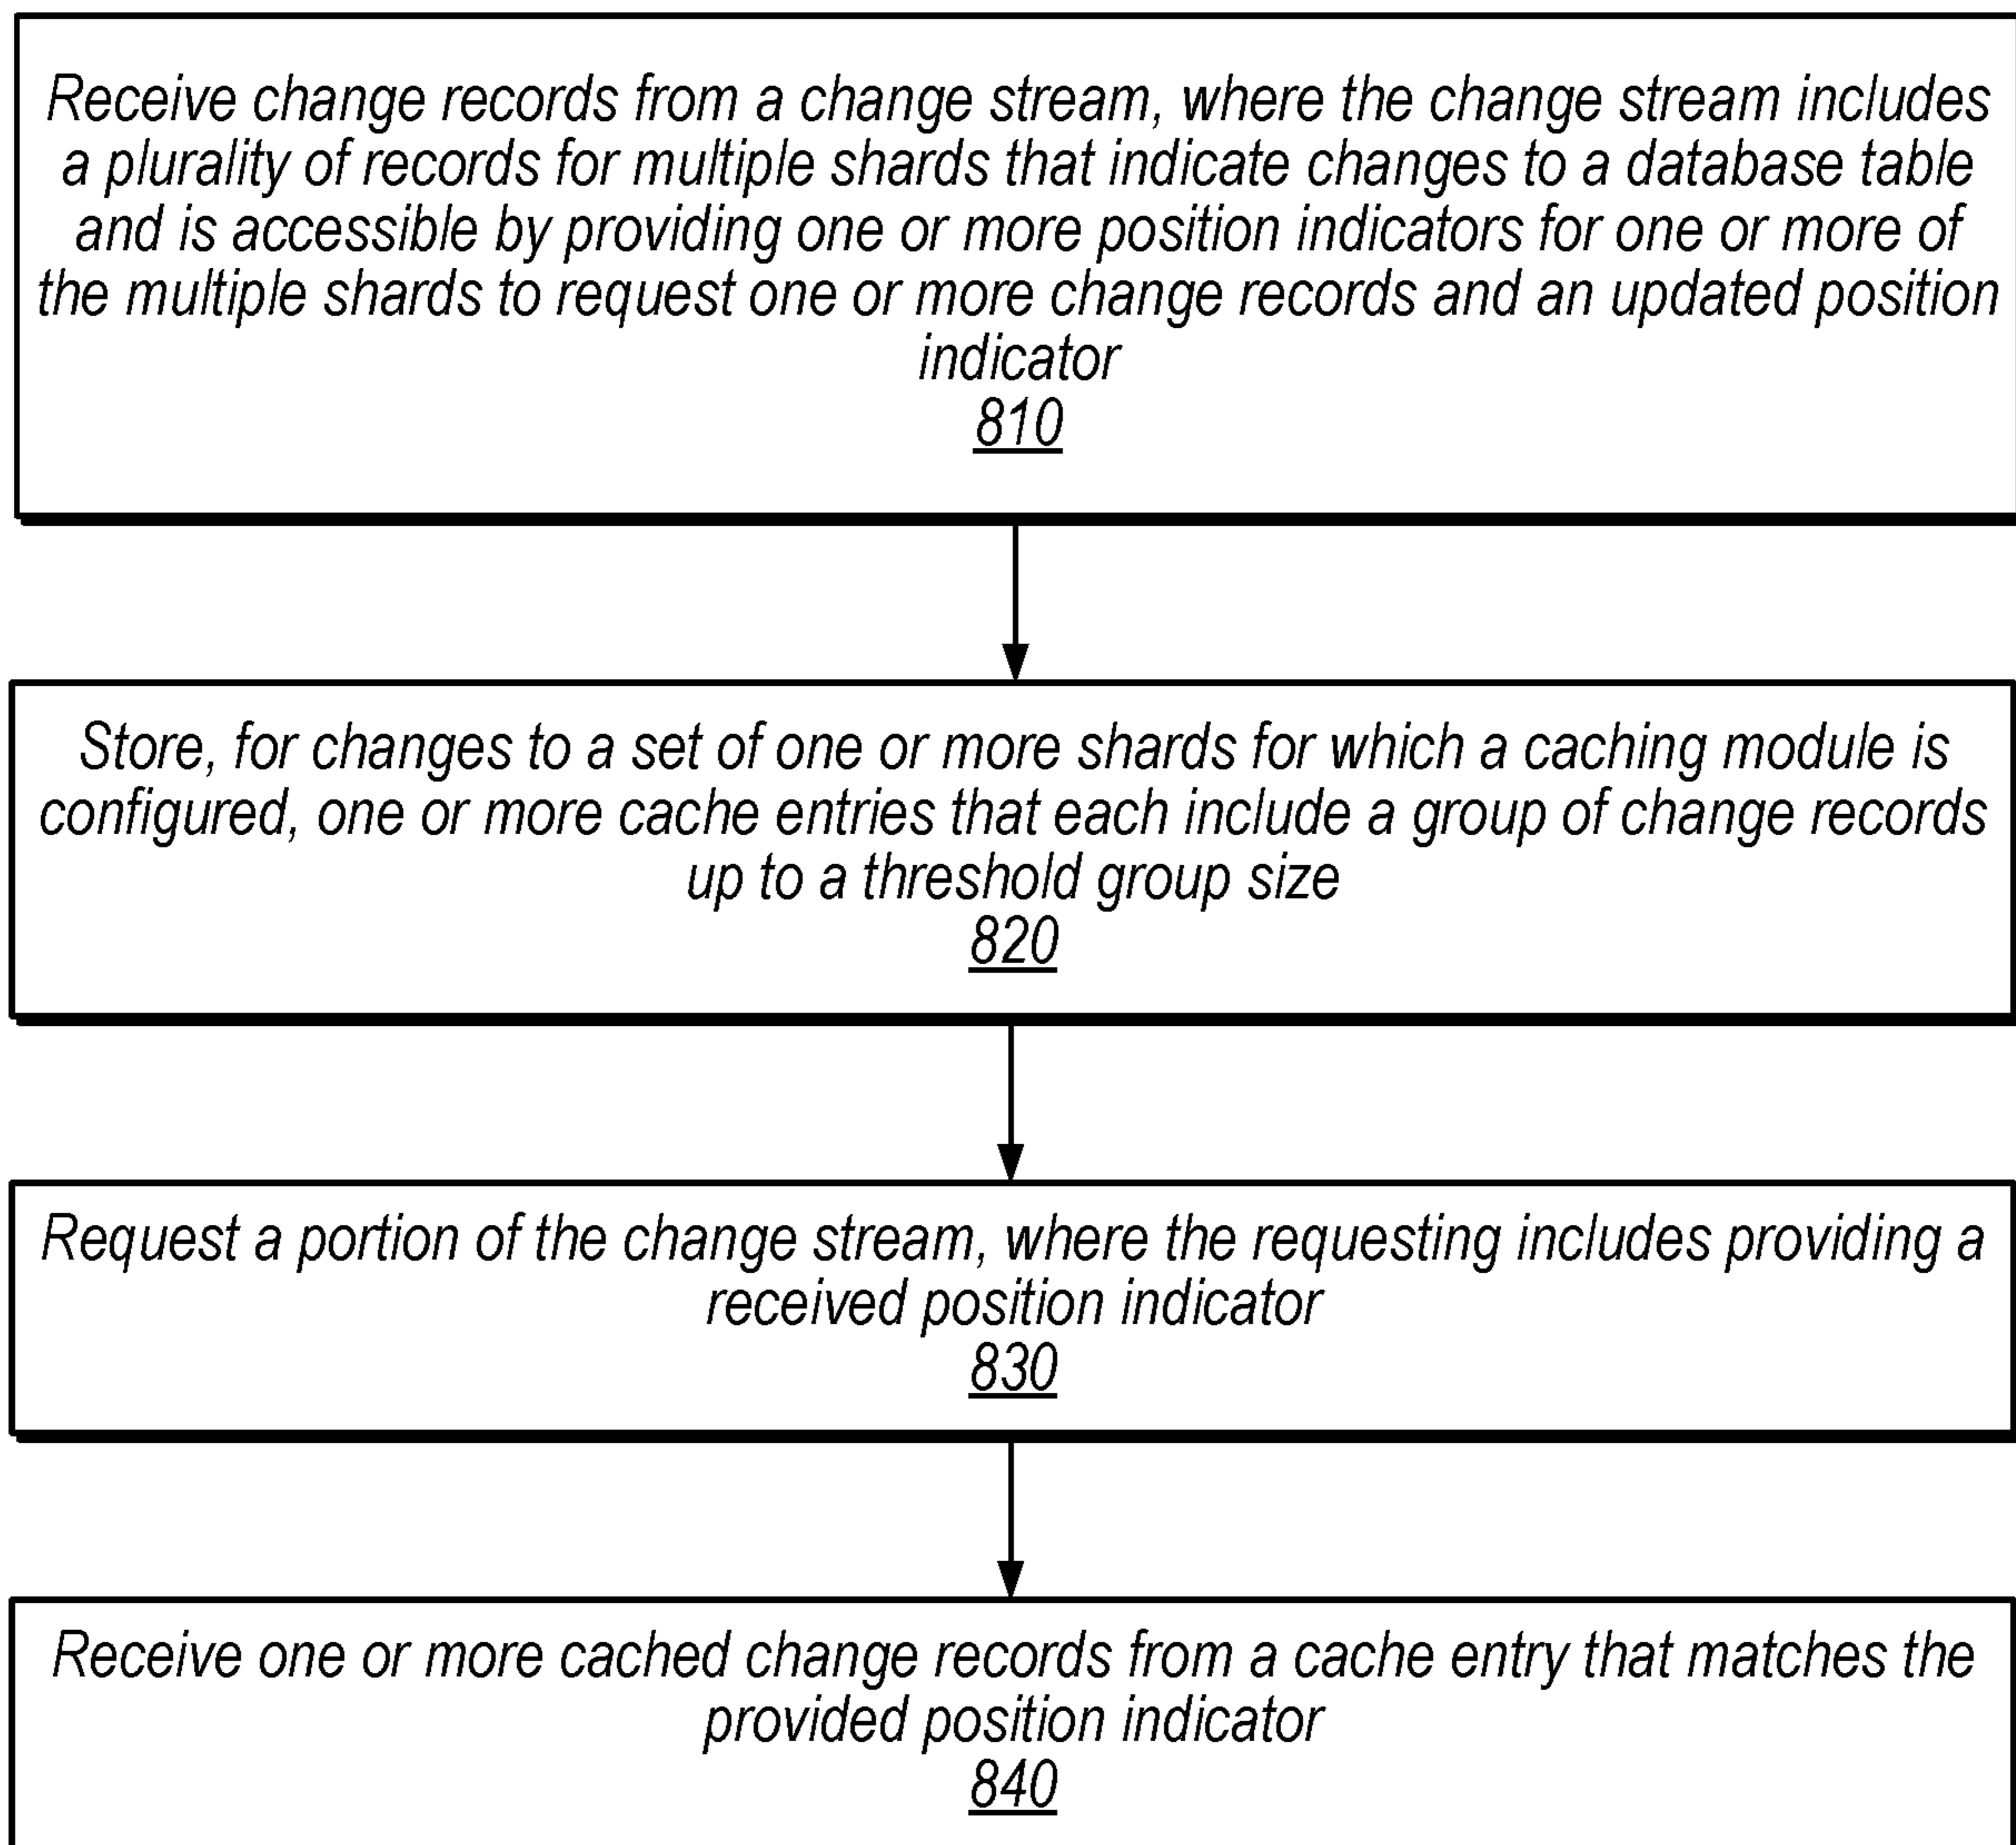 Receive change records from a change stream, where the change stream includes
a plurality of records for multiple shards that indicate changes to a database table
and is accessible by providing one or more position indicators for one or more of
the multiple shards to request one or more change records and an updated position
indicator
810
Store, for changes to a set of one or more shards for which a caching module is
configured, one or more cache entries that each include a group of change records
up to a threshold group size
820
Request a portion of the change stream, where the requesting includes providing a
received position indicator
830
Receive one or more cached change records from a cache entry that matches the
provided position indicator
840